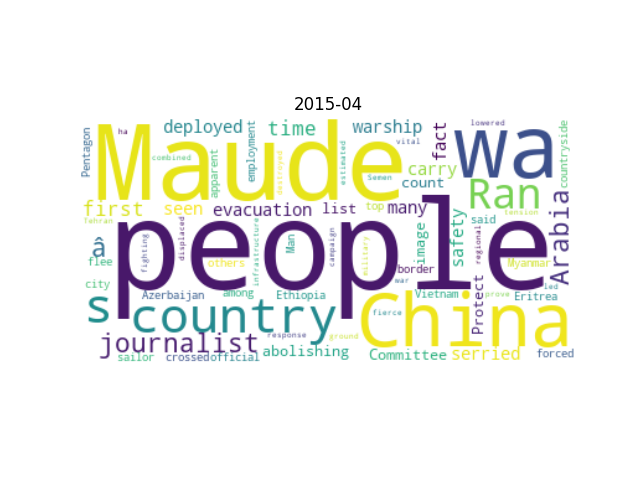 2015-04
Pentagon
ha
deployed
employment
time
estimated
warship
vital
fact
lowered
countryside
Maude
wa
combined
apparent
destroyed
carry
count
Ran
Arabia
first
seen
evacuation
list
top
many
safety
said
tension
Tehran
people
â
flee
fighting
displaced
others
infrastructure
Man
campaign
military
image
border
regional
Myanmar
city
war
Protect
led
prove
Azerbaijan
among
Ethiopia
Vietnam
Eritrea
s
country
China
fierce
journalist
response
ground
sailor
crossed
official
abolishing
Committee
serried
forced